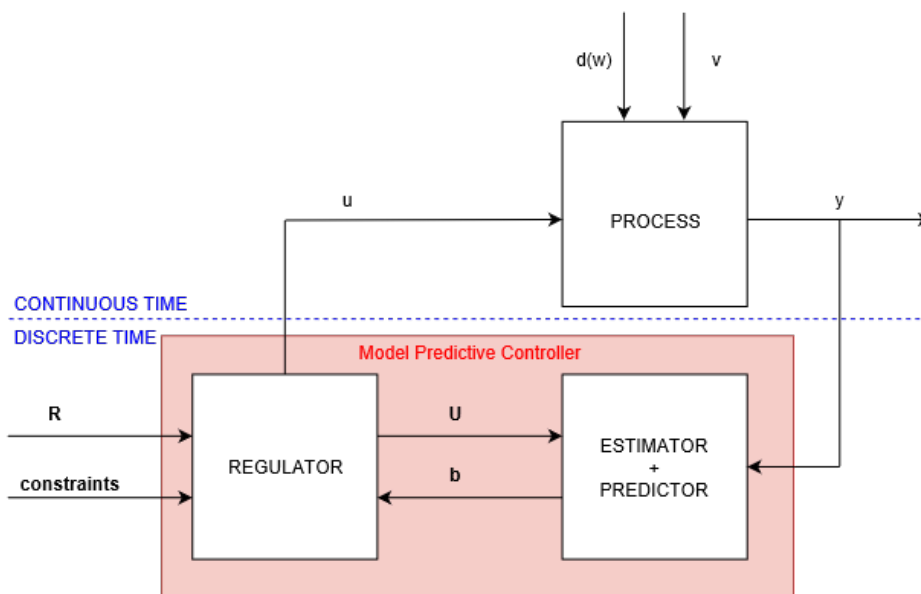 d(w)
v
u
PROCESS
y
CONTINUOUS TIME
DISCRETE TIME
Model Predictive Controller
R
constraints
REGULATOR
U
b
ESTIMATOR
+
PREDICTOR